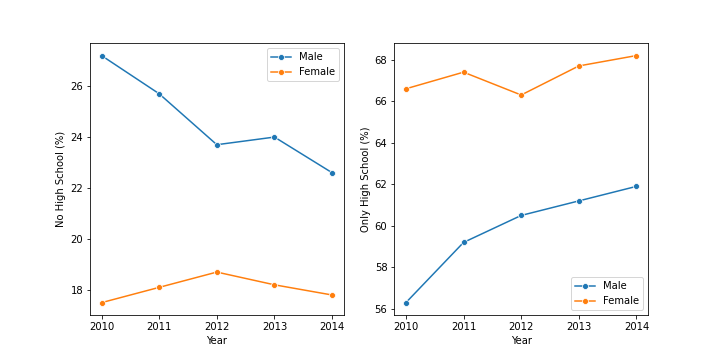 No High School (%)
26
24
22
20
18
2010 2011 2012 2013 2014
Year
Male
Female
Only High School (%)
68
66
64
62
60
58
56
2010 2011 2012 2013 2014
Year
Male
Female